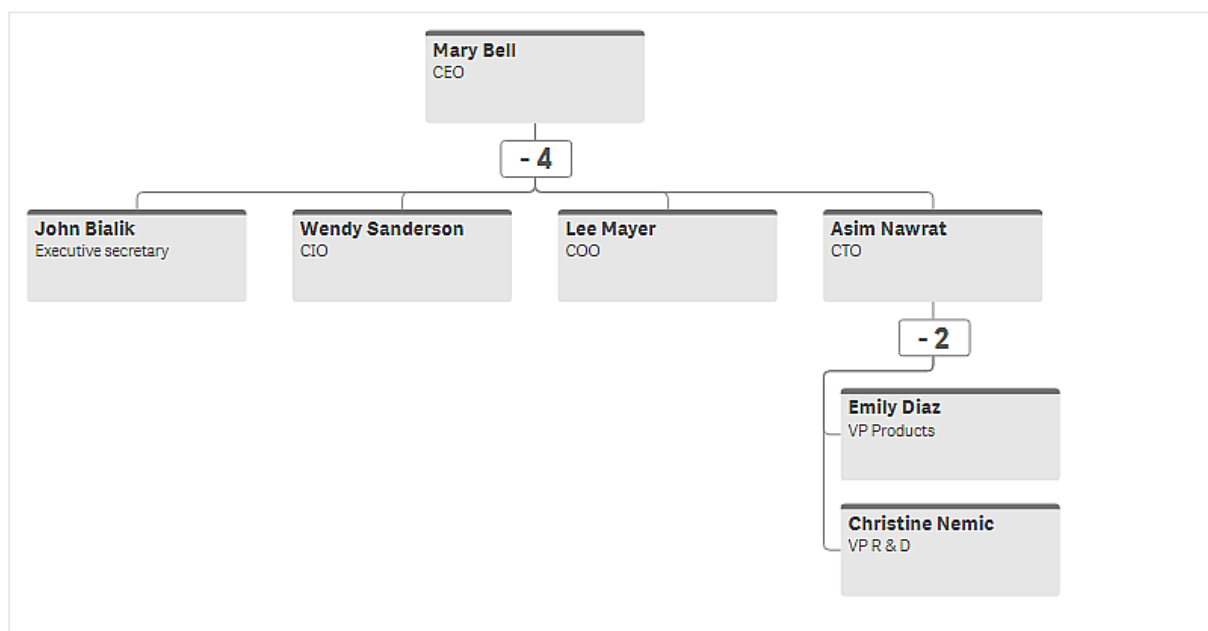 Mary Bell
CEO
- 4
John Bialik
Executive secretary
Wendy Sanderson
CIO
Lee Mayer
COO
Asim Nawrat
CTO
- 2
Emily Diaz
VP Products
Christine Nemic
VP R & D